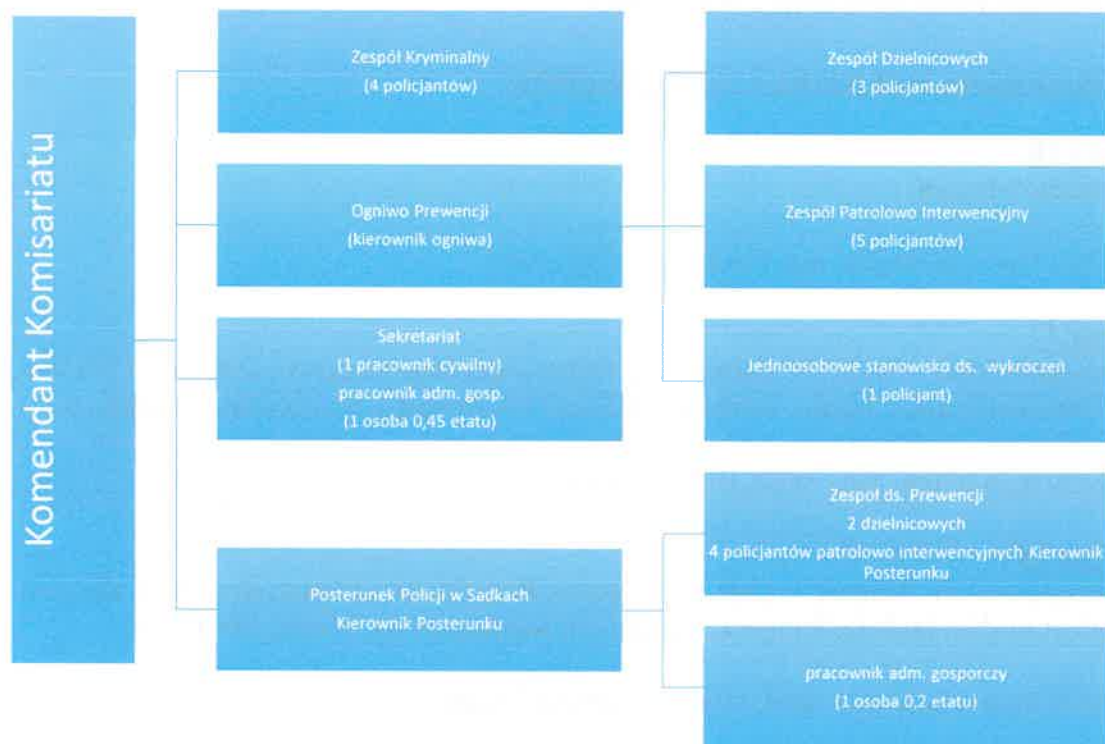 Komendant Komisariatu
Zespół Kryminalny
(4 policjantów)
Ogniwo Prewencji
(kierownik ogniwa)
Zespół Dzielnicowych
(3 policjantów)
Zespół Patrolowo Interwencyjny
(5 policjantów)
Jednoosobowe stanowisko ds. wykroczeń
(1 policjant)
Sekretariat
(1 pracownik cywilny)
pracownik adm. gosp.
(1 osoba 0,45 etatu)
Posterunek Policji w Sadkach
Kierownik Posterunku
Zespół ds. Prewencji
2 dzielnicowych
4 policjantów patrolowo interwencyjnych Kierownik
Posterunku
pracownik adm. gosporczy
(1 osoba 0,2 etatu)